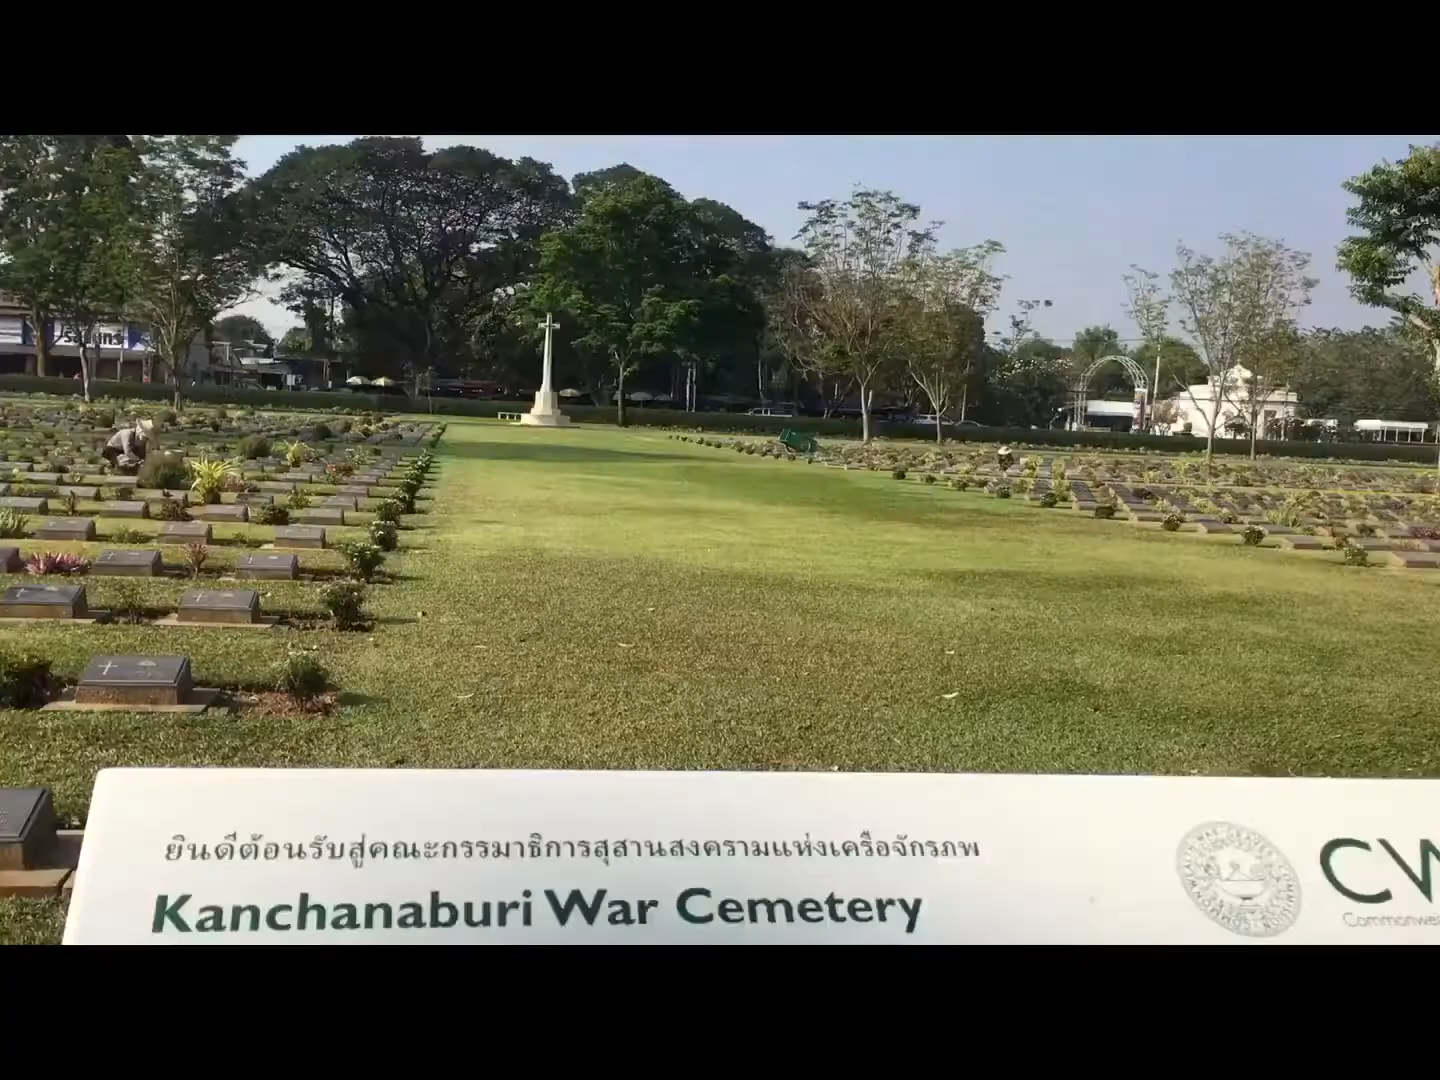 ยินดีต้อนรับสู่คณะกรรมาธิการสุสานสงครามแห่งเครือจักรภพ
Kanchanaburi War Cemetery
CW
Commonwe